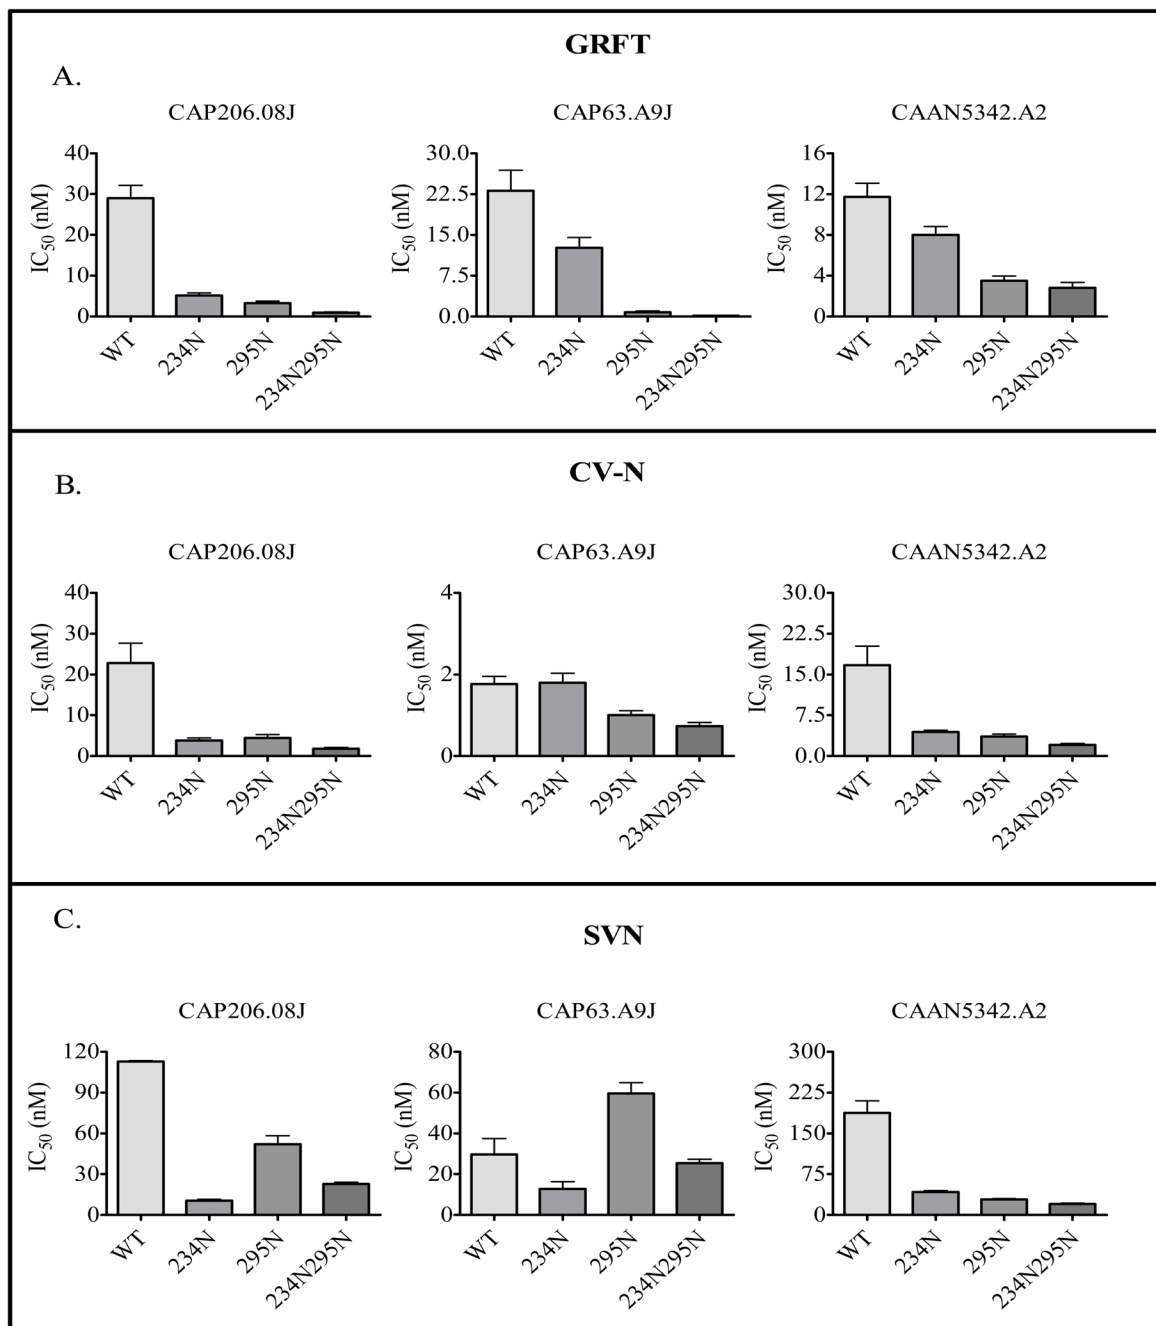 GRFT
A.
CAP206.08J CAP63.A9J CAAN5342.A2
IC50 (nM)
40
30
20
10
0
WT 234N 295N 234N295N
IC50 (nM)
30.0
22.5
15.0
7.5
0.0
WT 234N 295N 234N295N
IC50 (nM)
16
12
8
4
0
WT 234N 295N 234N295N
CV-N
B.
CAP206.08J CAP63.A9J CAAN5342.A2
IC50 (nM)
40
30
20
10
0
WT 234N 295N 234N295N
IC50 (nM)
4
2
0
WT 234N 295N 234N295N
IC50 (nM)
30.0
22.5
15.0
7.5
0.0
WT 234N 295N 234N295N
C.
SVN
CAP206.08J CAP63.A9J CAAN5342.A2
IC50 (nM)
120
90
60
30
0
WT 234N 295N 234N295N
IC50 (nM)
80
60
40
20
0
WT 234N 295N 234N295N
IC50 (nM)
300
225
150
75
0
WT 234N 295N 234N295N